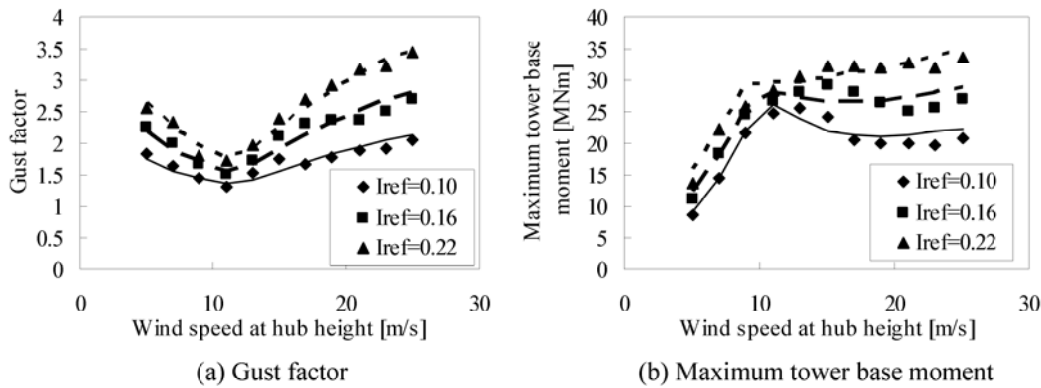 4
3.5
3
2.5
2
1.5
1
0.5
0
Gust factor
Iref=0.10
Iref=0.16
Iref=0.22
0 10 20 30
Wind speed at hub height [m/s]
(a) Gust factor
40
35
30
25
20
15
10
5
0
Maximum tower base
moment [MNm]
Iref=0.10
Iref=0.16
Iref=0.22
0 10 20 30
Wind speed at hub height [m/s]
(b) Maximum tower base moment